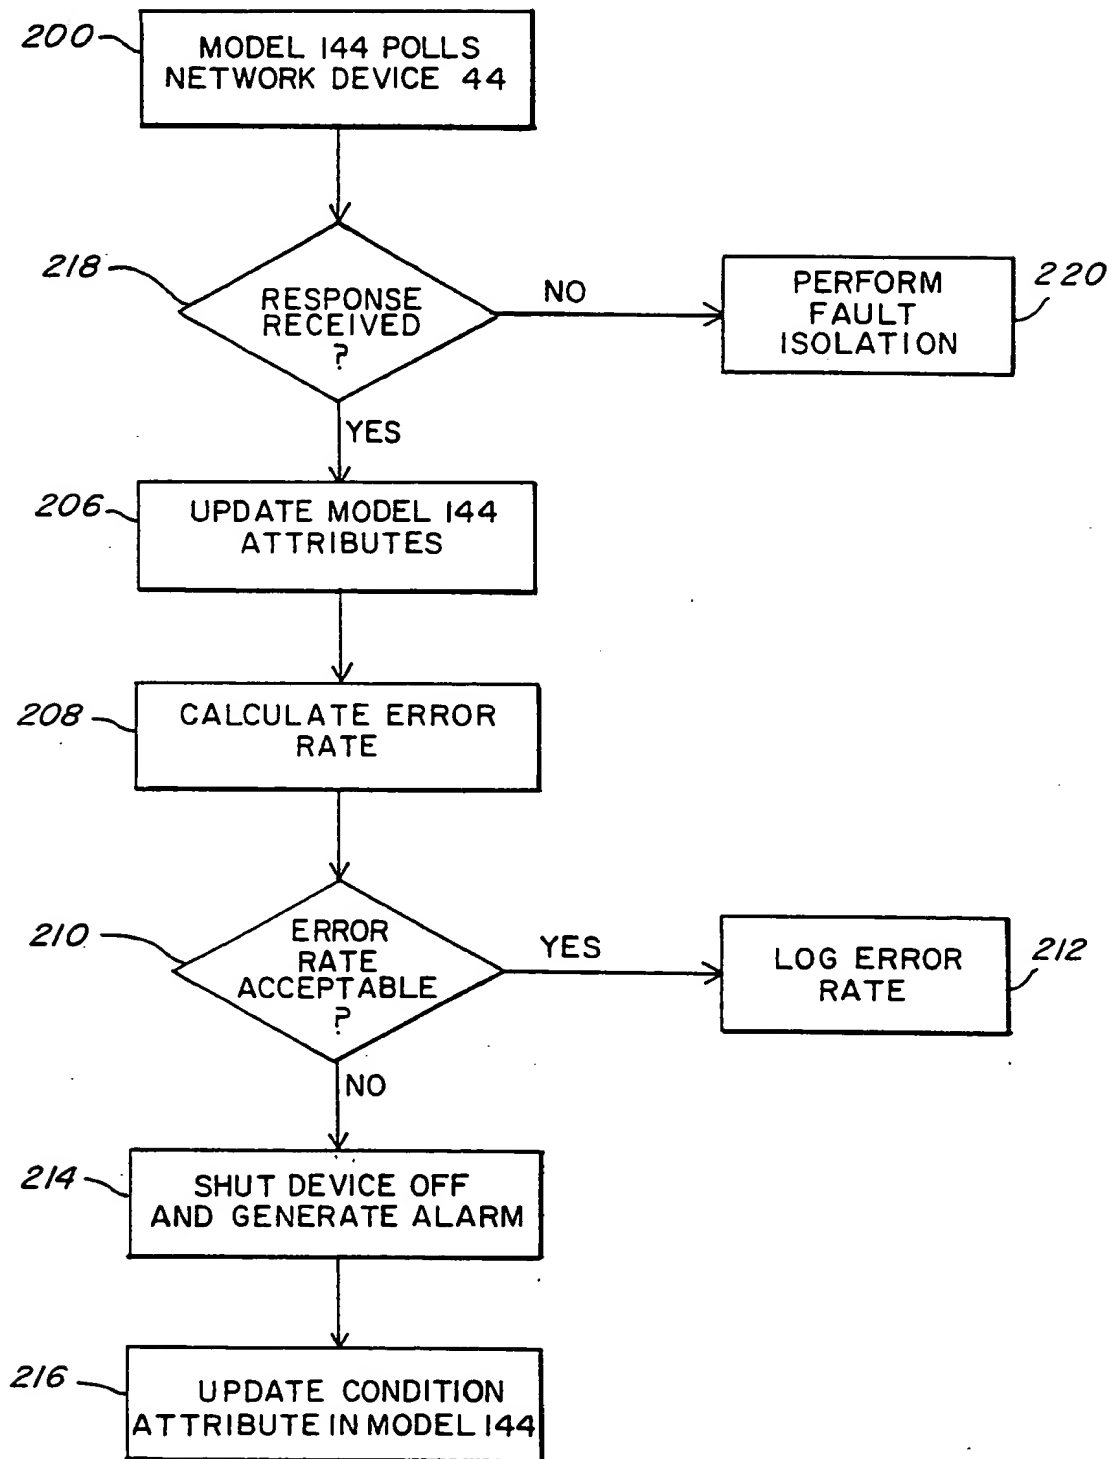 200
MODEL 144 POLLS
NETWORK DEVICE 44
218
RESPONSE
RECEIVED
?
NO
PERFORM
FAULT
ISOLATION
220
YES
206
UPDATE MODEL 144
ATTRIBUTES
208
CALCULATE ERROR
RATE
210
ERROR
RATE
ACCEPTABLE
?
YES
LOG ERROR
RATE
212
NO
214
SHUT DEVICE OFF
AND GENERATE ALARM
216
UPDATE CONDITION
ATTRIBUTE IN MODEL 144